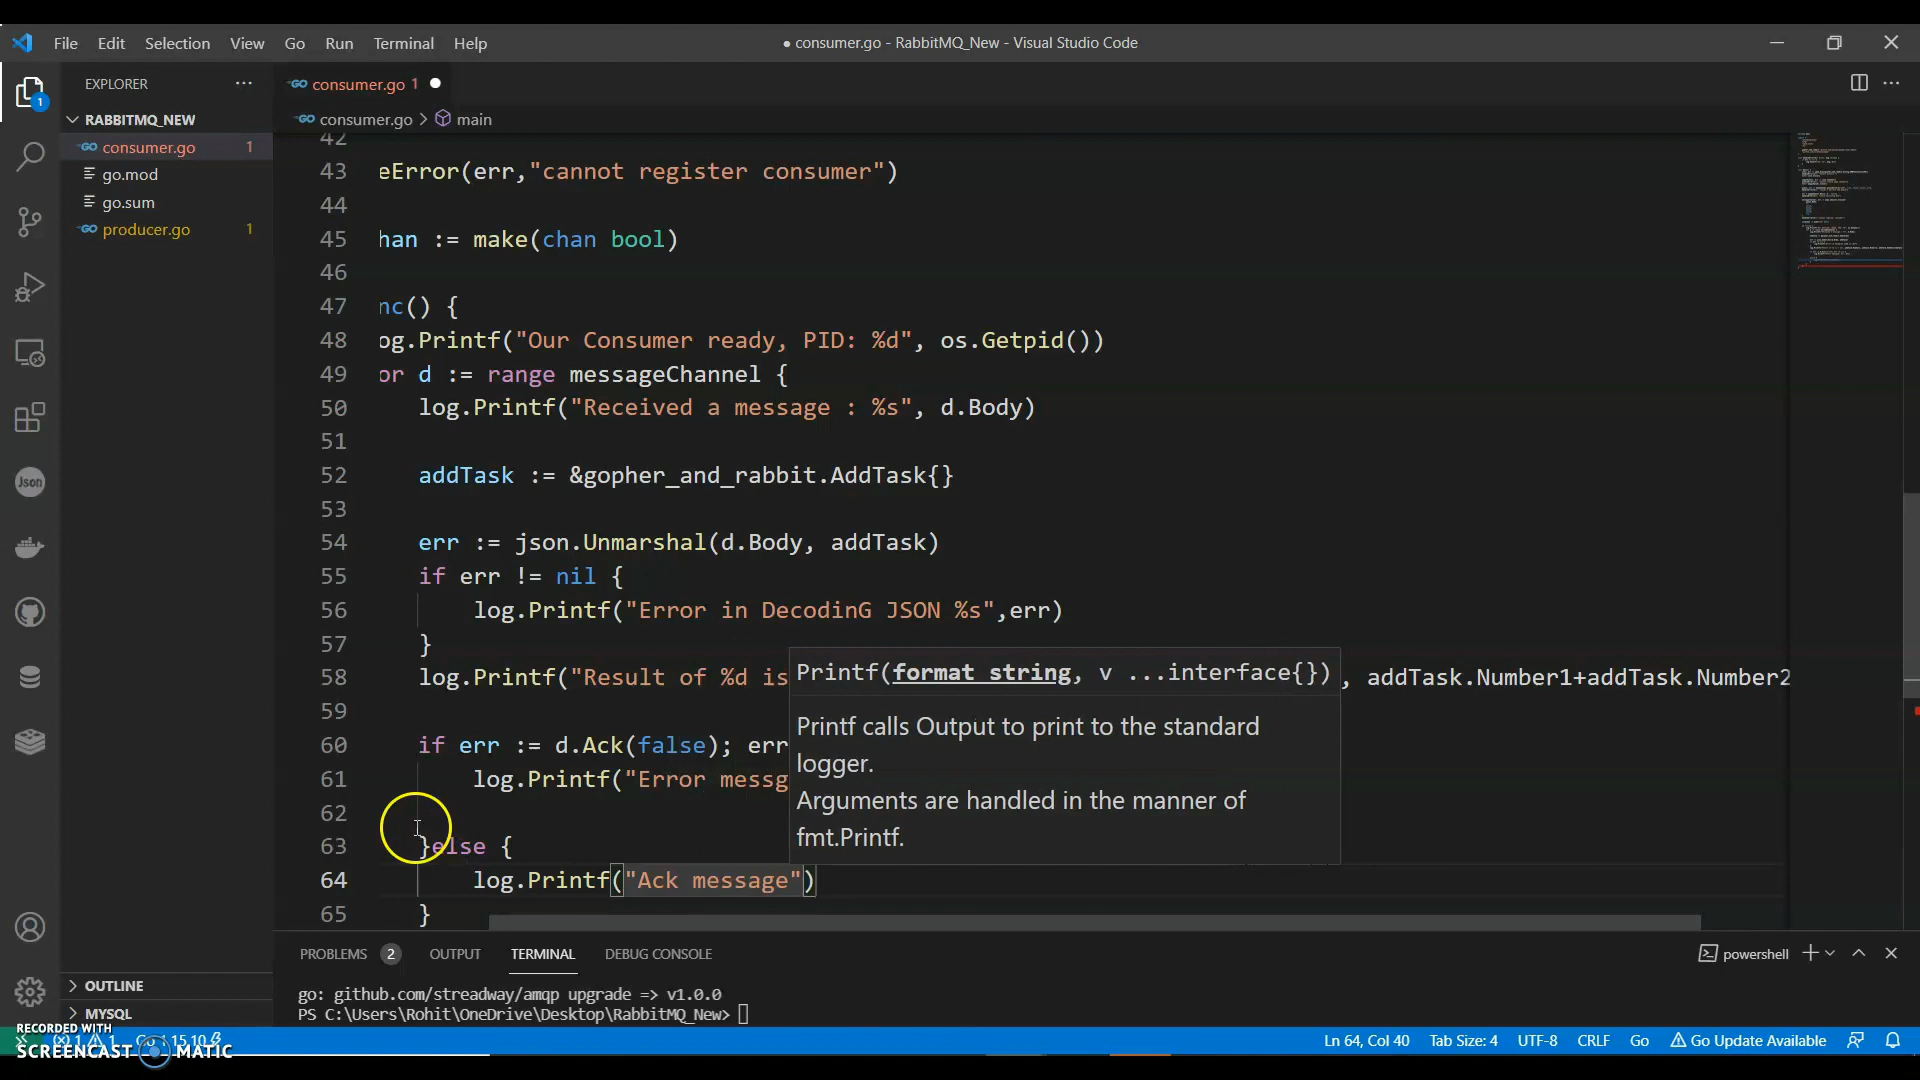 File Edit Selection View Go Run Terminal Help
● consumer.go - RabbitMQ_New - Visual Studio Code
EXPLORER
consumer.go 1
RABBITMQ_NEW
consumer.go > main
consumer.go 1
go.mod
go.sum
producer.go 1
42
43 eError(err,"cannot register consumer")
44
45 han := make(chan bool)
46
47 nc() {
48 og.Printf("Our Consumer ready, PID: %d", os.Getpid())
49 or d := range messageChannel {
50 log.Printf("Received a message : %s", d.Body)
51
52 addTask := &gopher_and_rabbit.AddTask{}
53
54 err := json.Unmarshal(d.Body, addTask)
55 if err != nil {
56 log.Printf("Error in DecodinG JSON %s",err)
57 }
58 log.Printf("Result of %d is , addTask.Number1+addTask.Number2
59
60 if err := d.Ack(false); err
61 log.Printf("Error messg
62
63 }else {
64 log.Printf("Ack message")
65 }
Printf(format string, v ...interface{})
Printf calls Output to print to the standard
logger.
Arguments are handled in the manner of
fmt.Printf.
Json
OUTLINE
MYSQL
PROBLEMS 2 OUTPUT TERMINAL DEBUG CONSOLE
powershell
go: github.com/streadway/amqp upgrade => v1.0.0
PS C:\Users\Rohit\OneDrive\Desktop\RabbitMQ_New>
1 1 Go 1.15.10
Ln 64, Col 40 Tab Size: 4 UTF-8 CRLF Go Go Update Available
RECORDED WITH
SCREENCAST MATIC